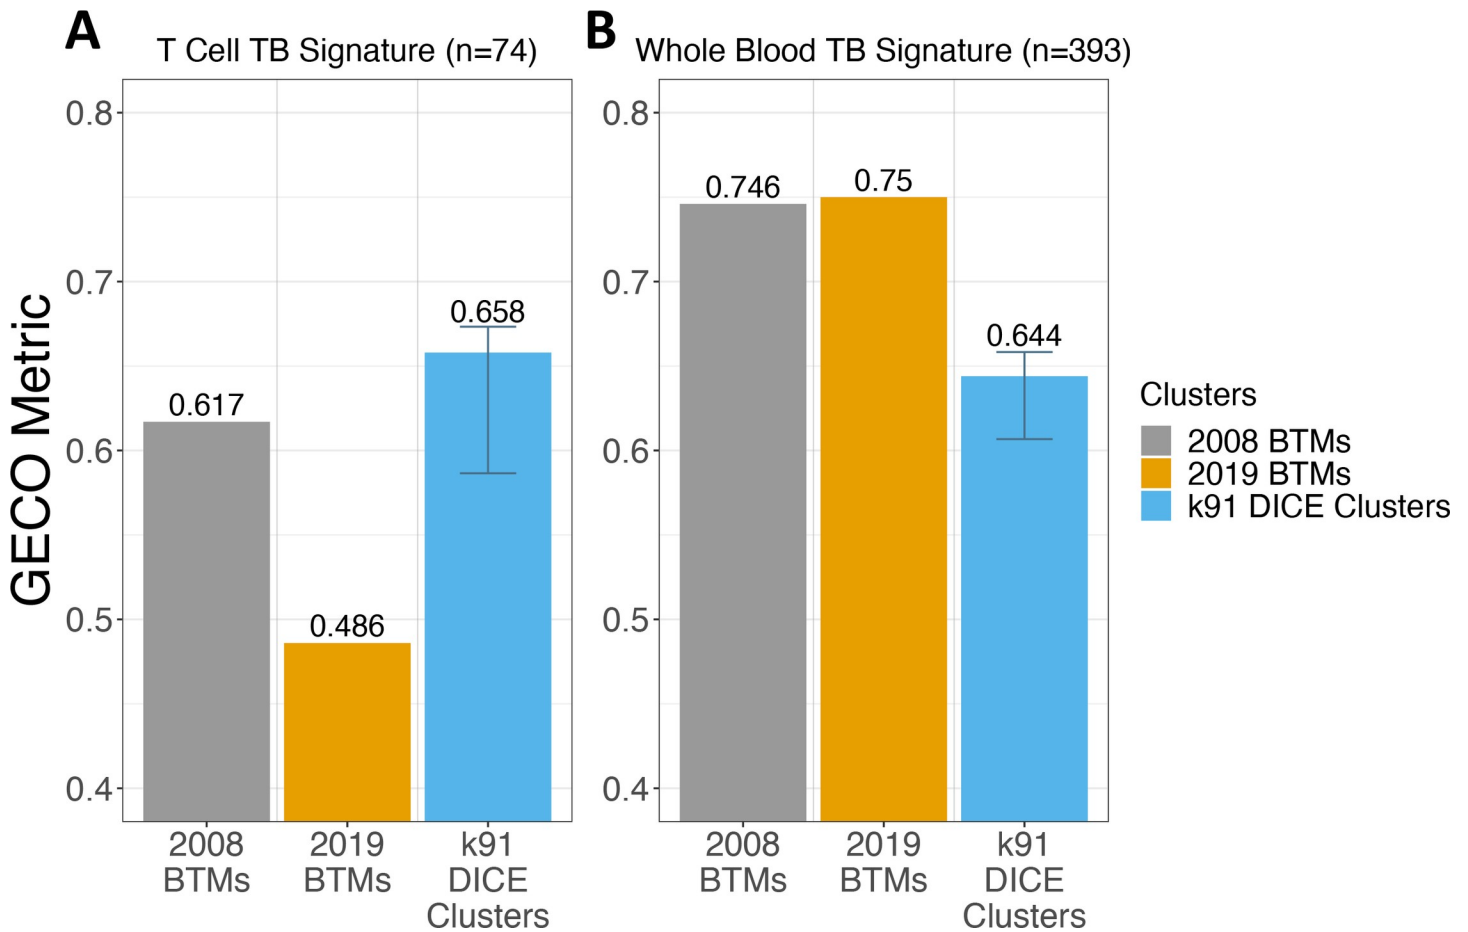 A
T Cell TB Signature (n=74)
GECO Metric
0.8
0.7
0.6
0.5
0.4
0.617
0.486
0.658
2008
BTMs
2019
BTMs
k91
DICE
Clusters
B
Whole Blood TB Signature (n=393)
0.8
0.7
0.6
0.5
0.4
0.746
0.75
0.644
2008
BTMs
2019
BTMs
k91
DICE
Clusters
Clusters
2008 BTMs
2019 BTMs
k91 DICE Clusters